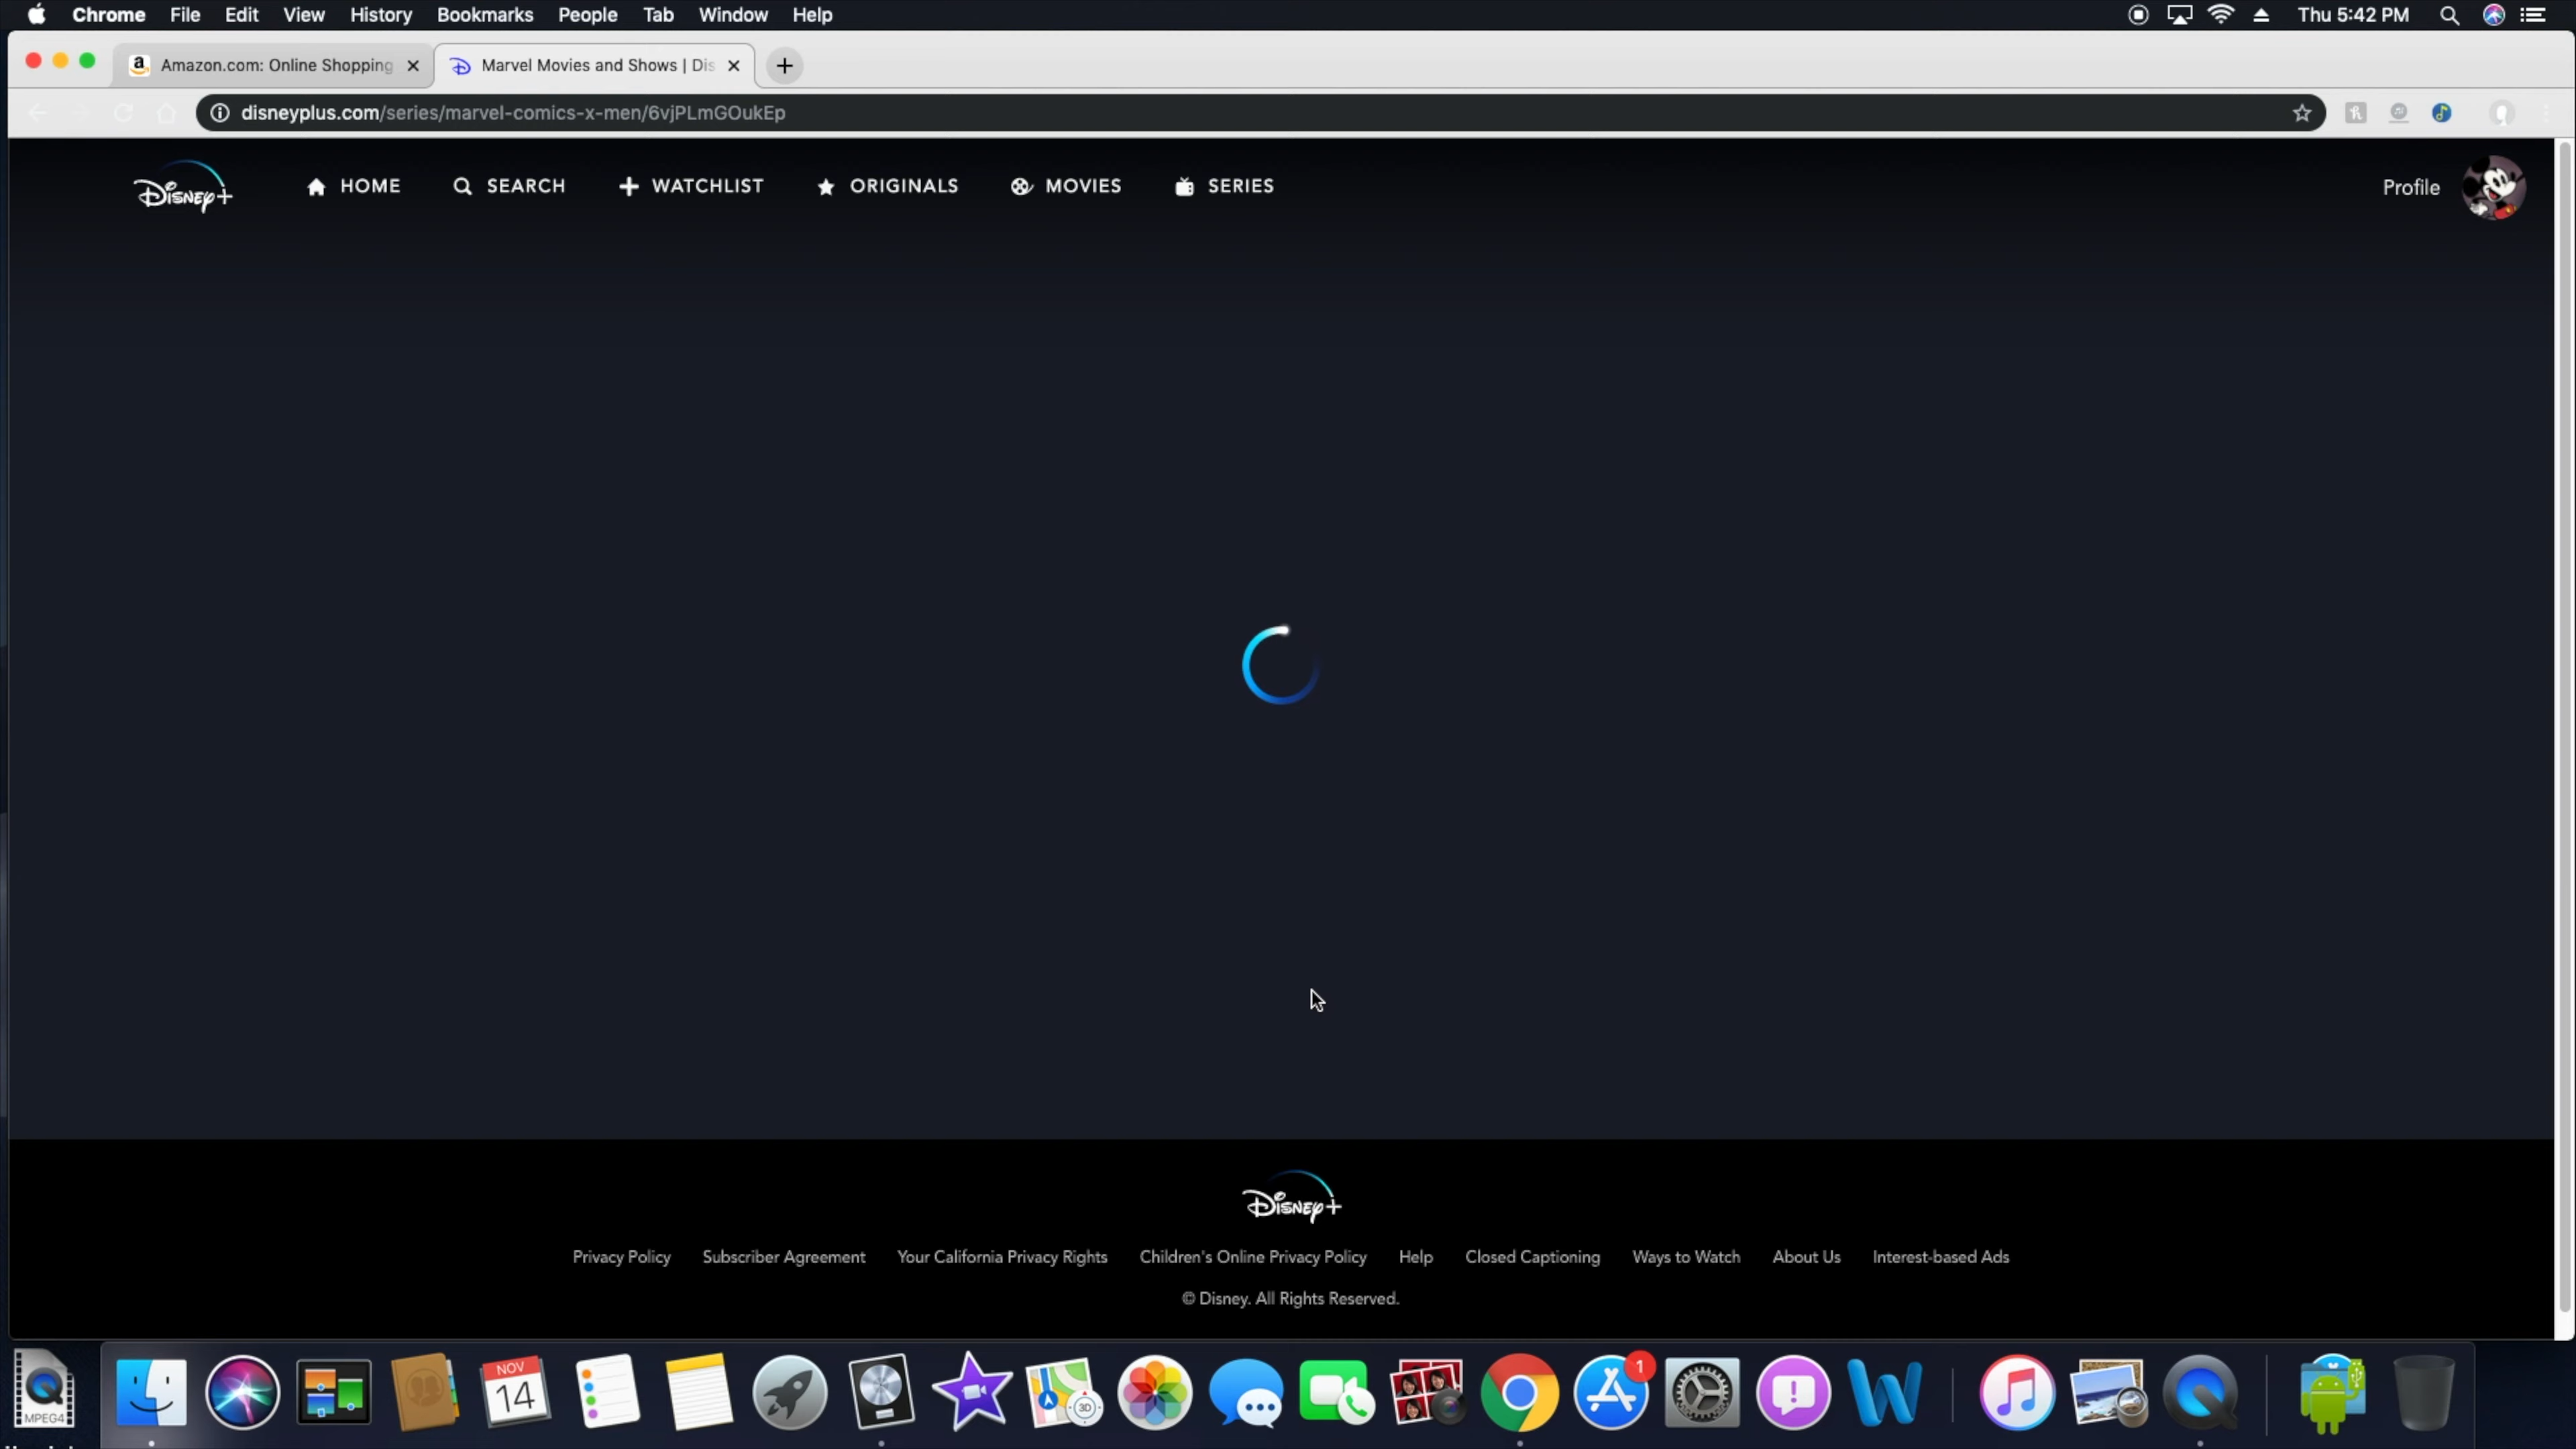 Chrome File Edit View History Bookmarks People Tab Window Help Thu 5:42 PM
Amazon.com: Online Shopping
Marvel Movies and Shows | Dis
disneyplus.com/series/marvel-comics-x-men/6vjPLmGOukEp
Disney+ HOME SEARCH WATCHLIST ORIGINALS MOVIES SERIES Profile
Disney+
Privacy Policy Subscriber Agreement Your California Privacy Rights Children's Online Privacy Policy Help Closed Captioning Ways to Watch About Us Interest-based Ads
© Disney. All Rights Reserved.
MPEG4
NOV
14
3D
1